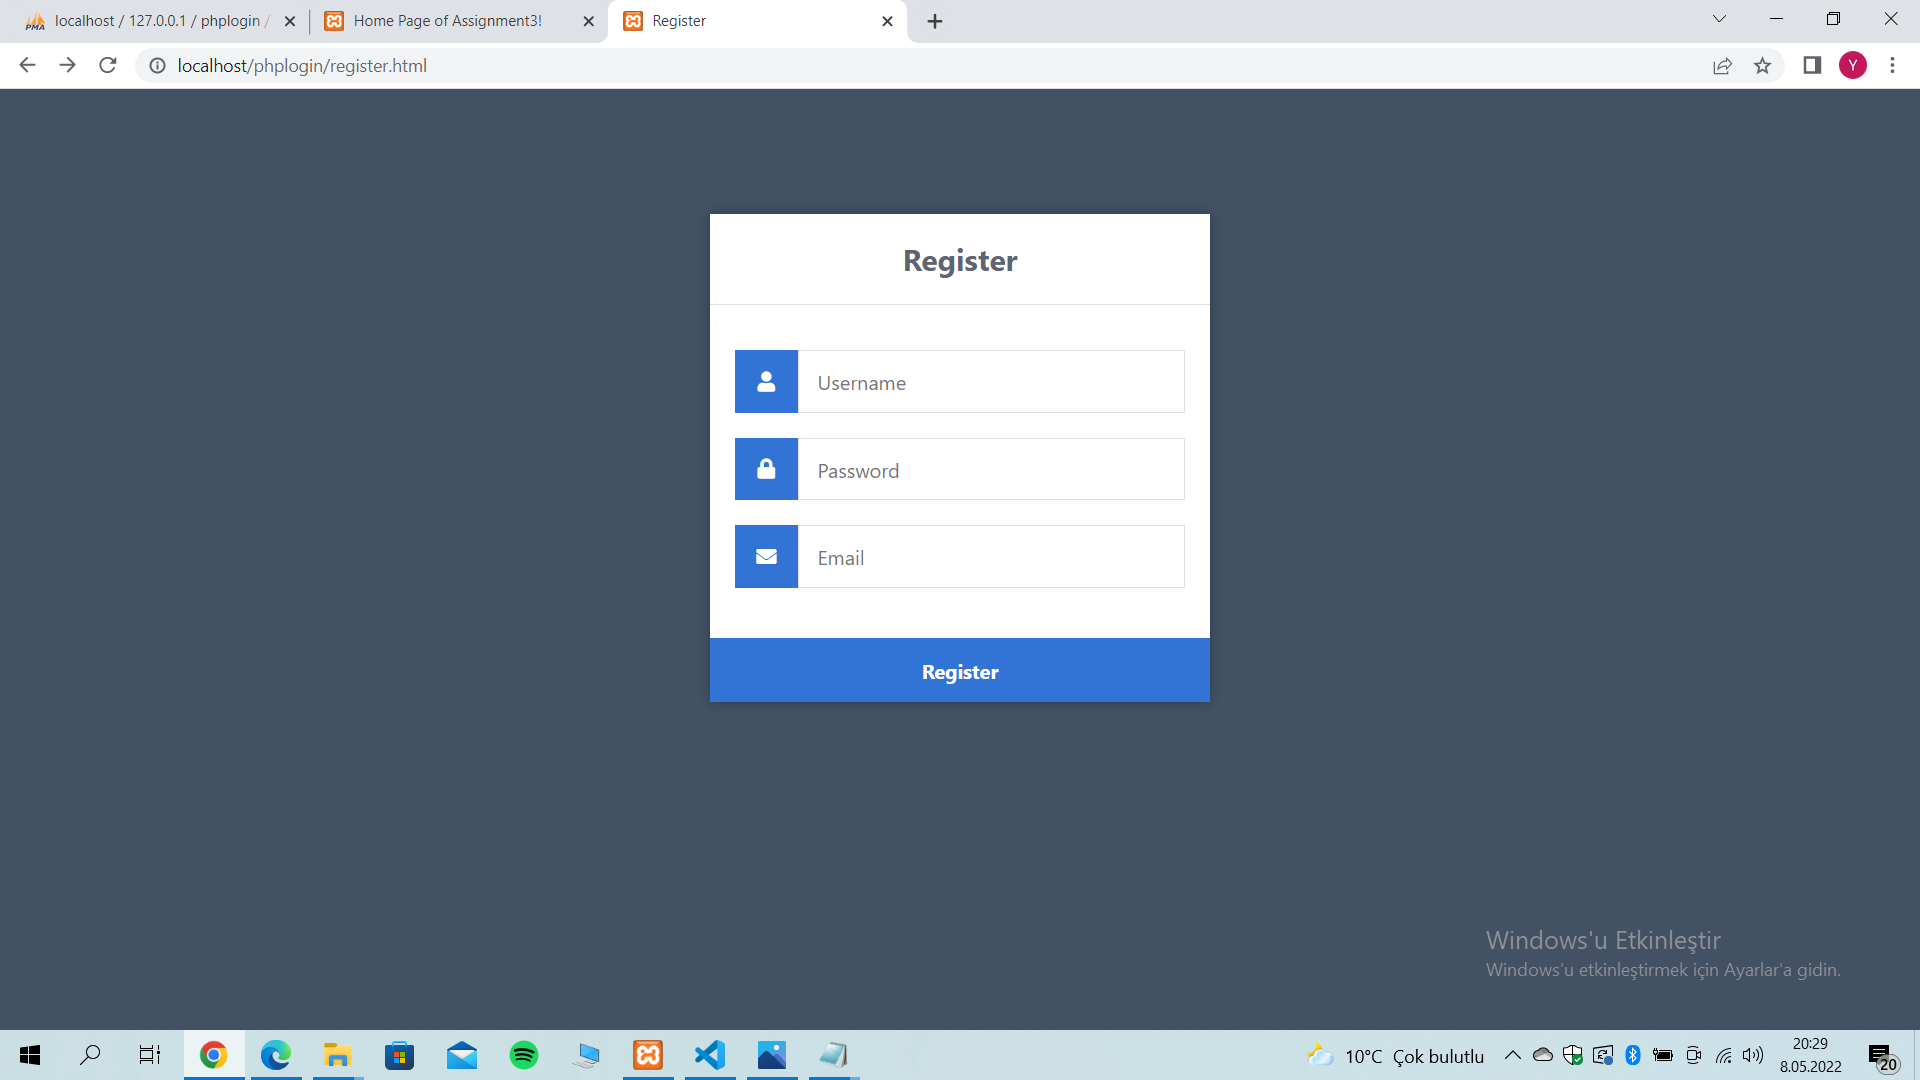 localhost / 127.0.0.1 / phplogin /
Home Page of Assignment3!
Register
localhost/phplogin/register.html
Y
Register
Username
Password
Email
Register
Windows'u Etkinleştir
Windows'u etkinleştirmek için Ayarlar'a gidin.
PMA
10°C Çok bulutlu
20:29
8.05.2022
20